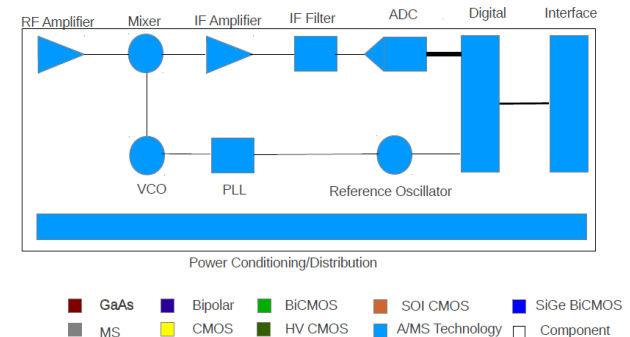 RF Amplifier Mixer IF Amplifier IF Filter ADC Digital Interface
VCO PLL Reference Oscillator
Power Conditioning/Distribution
GaAs Bipolar BiCMOS SOI CMOS SiGe BiCMOS
MS CMOS HV CMOS A/MS Technology Component